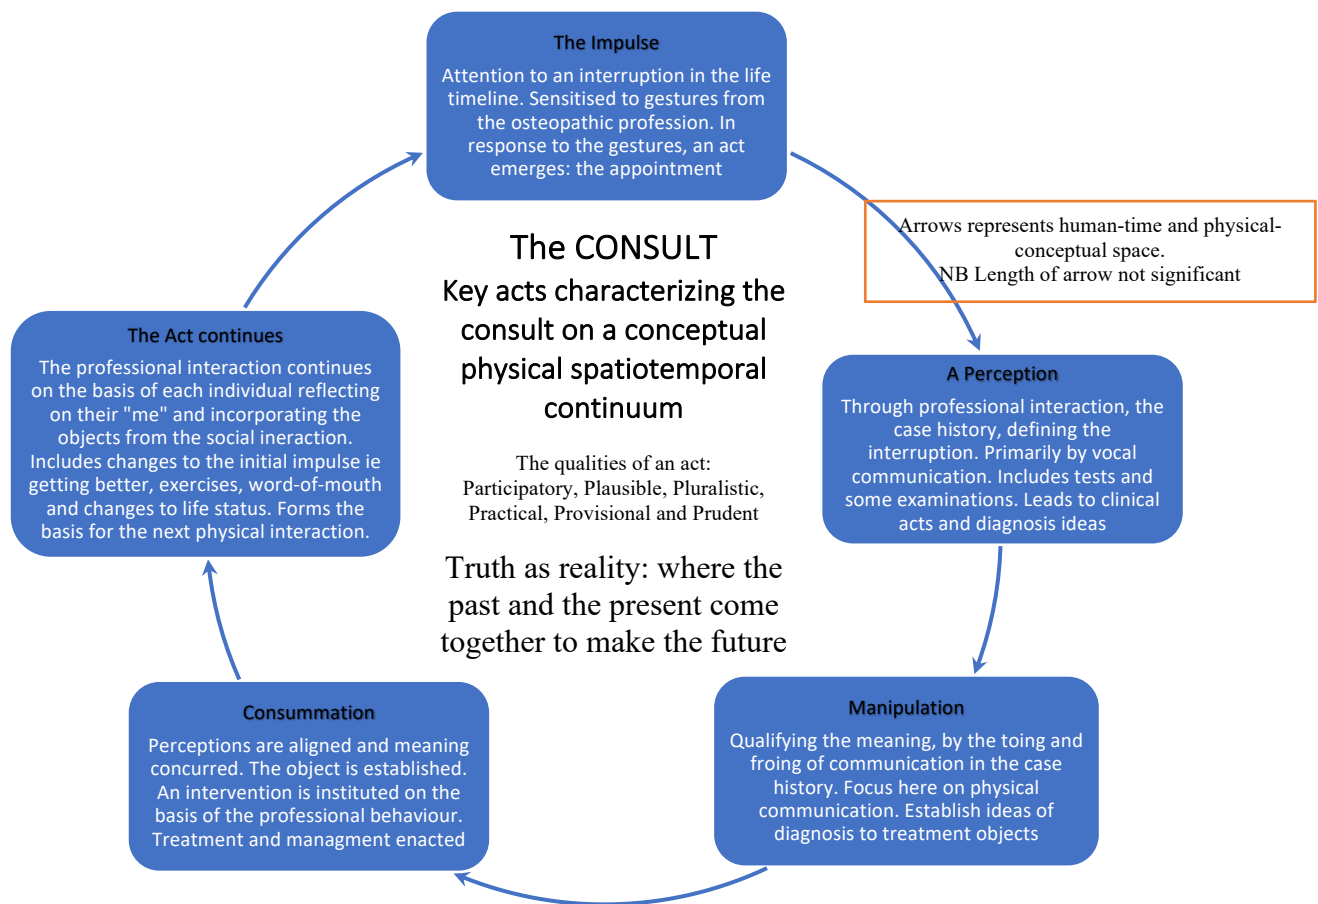 The Impulse
Attention to an interruption in the life
timeline. Sensitised to gestures from
the osteopathic profession. In
response to the gestures, an act
emerges: the appointment
Arrows represents human-time and physical-
conceptual space.
NB Length of arrow not significant
The CONSULT
Key acts characterizing the
consult on a conceptual
physical spatiotemporal
continuum
The qualities of an act:
Participatory, Plausible, Pluralistic,
Practical, Provisional and Prudent
Truth as reality: where the
past and the present come
together to make the future
A Perception
Through professional interaction, the
case history, defining the
interruption. Primarily by vocal
communication. Includes tests and
some examinations. Leads to clinical
acts and diagnosis ideas
Manipulation
Qualifying the meaning, by the toing and
froing of communication in the case
history. Focus here on physical
communication. Establish ideas of
diagnosis to treatment objects
Consummation
Perceptions are aligned and meaning
concurred. The object is established.
An intervention is instituted on the
basis of the professional behaviour.
Treatment and managment enacted
The Act continues
The professional interaction continues
on the basis of each individual reflecting
on their "me" and incorporating the
objects from the social ineraction.
Includes changes to the initial impulse ie
getting better, exercises, word-of-mouth
and changes to life status. Forms the
basis for the next physical interaction.